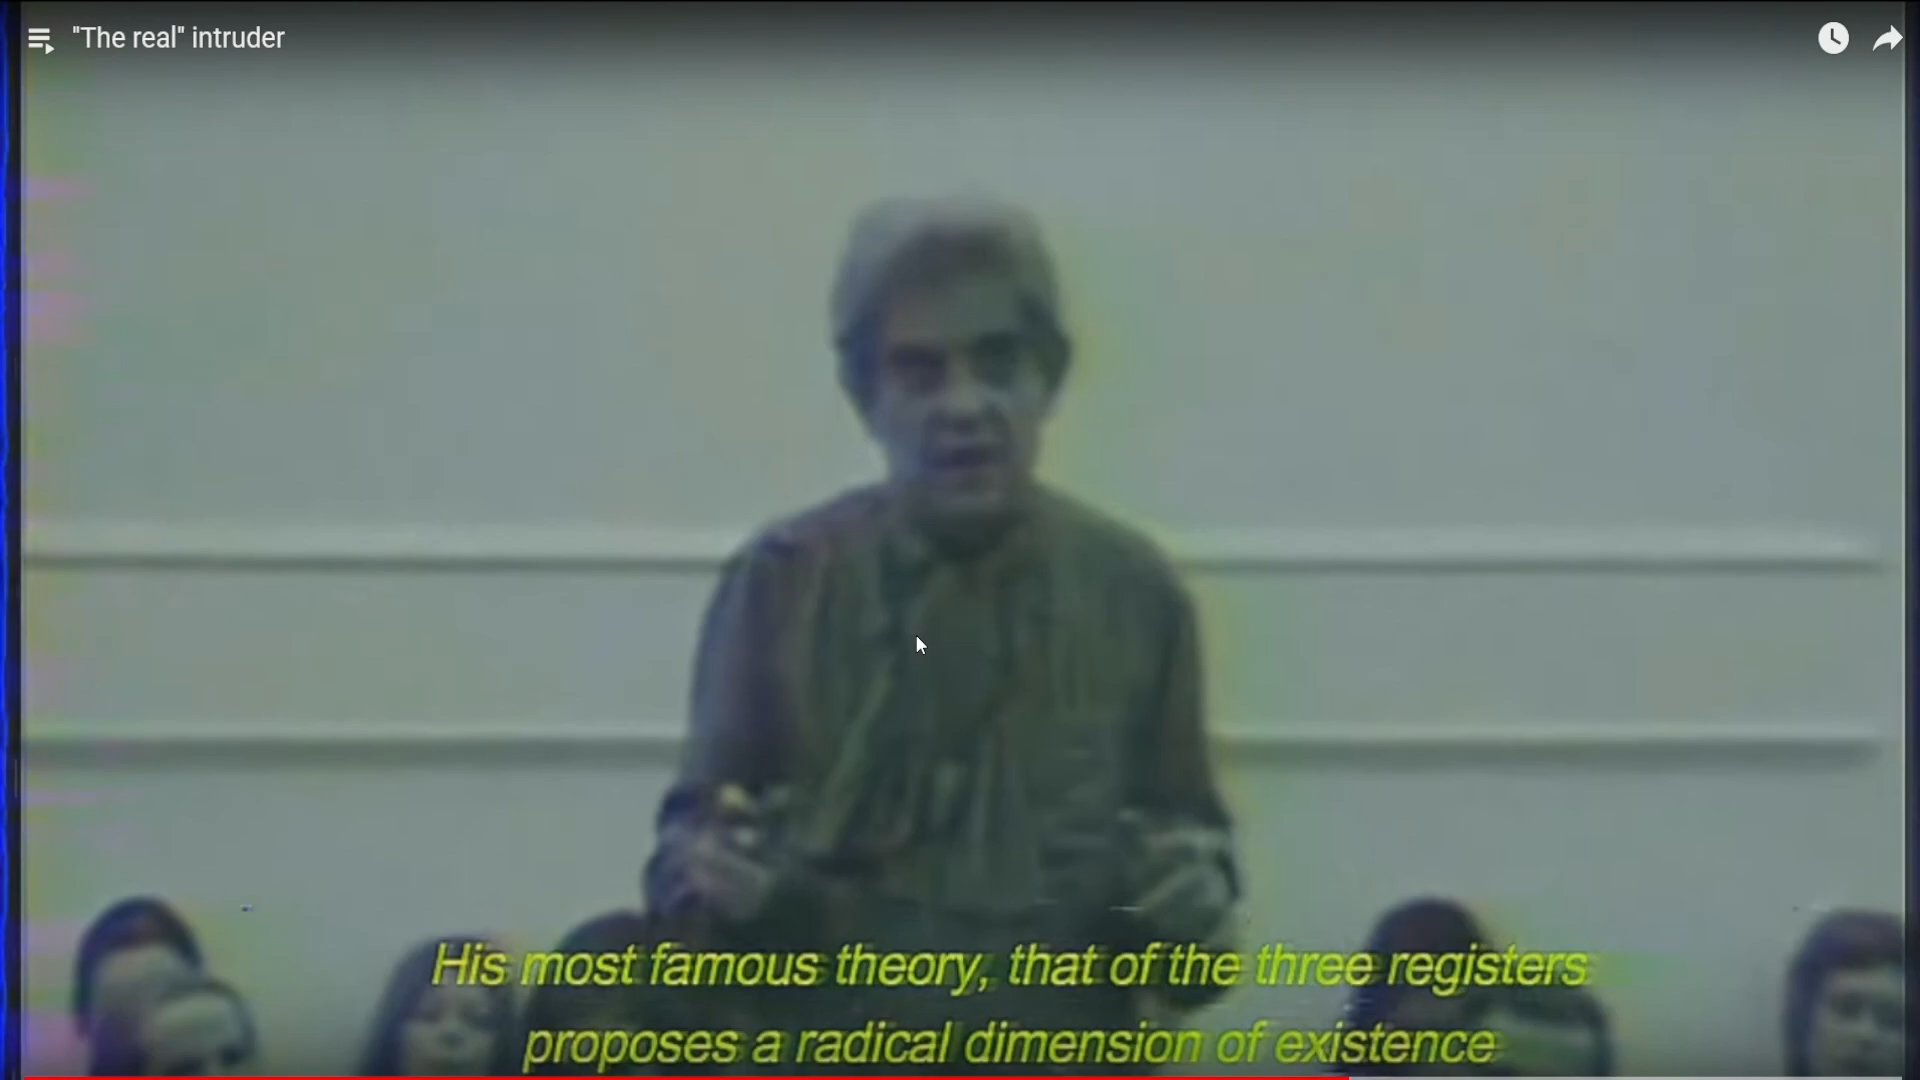 "The real" intruder
His most famous theory, that of the three registers
proposes a radical dimension of existence